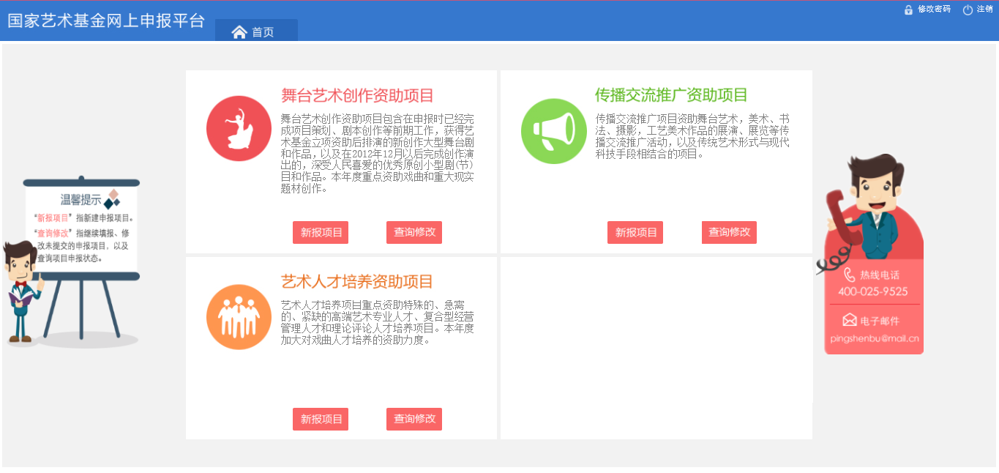 国家艺术基金网上申报平台
首页
修改密码
注销
舞台艺术创作资助项目
舞台艺术创作资助项目包含在申报时已经完
成项目策划、剧本创作等前期工作，获得艺
术基金立项资助后排演的新创作大型舞台剧
和作品，以及在2012年12月以后完成创作演
出的，深受人民喜爱的优秀原创小型剧(节)
目和作品。本年度重点资助戏曲和重大现实
题材创作。
新报项目
查询修改
传播交流推广资助项目
传播交流推广项目资助舞台艺术，美术、书
法、摄影，工艺美术作品的展演、展览等传
播交流推广活动，以及传统艺术形式与现代
科技手段相结合的项目。
新报项目
查询修改
温馨提示
“新报项目”指新建申报项目。
“查询修改”指继续填报、修
改未提交的申报项目，以及
查询项目申报状态。
艺术人才培养资助项目
艺术人才培养项目重点资助特殊的、急需
的、紧缺的高端艺术专业人才、复合型经营
管理人才和理论评论人才培养项目。本年度
加大对戏曲人才培养的资助力度。
新报项目
查询修改
热线电话
400-025-9525
电子邮件
pingshenbu@mail.cn